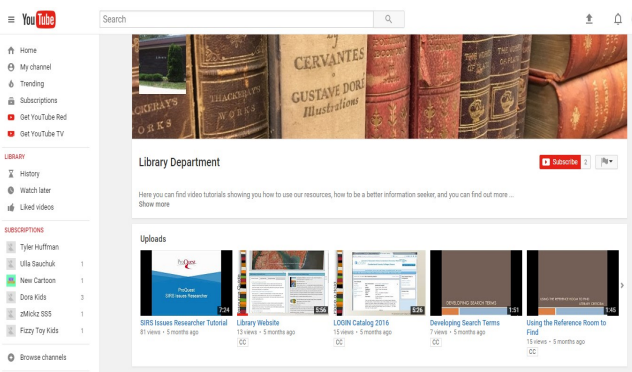 YouTube
Search
Home
My channel
Trending
Subscriptions
Get YouTube Red
Get YouTube TV
LIBRARY
History
Watch later
Liked videos
SUBSCRIPTIONS
Tyler Huffman
Ulla Sauchuk 1
New Cartoon 1
Dora Kids 3
zMickz SS5 1
Fizzy Toy Kids 1
Browse channels
THACKERAY'S
WORKS
THACKERAY'S
WORKS
CERVANTES
GUSTAVE DORE
Illustrations
Library Department
Subscribe 2
Here you can find video tutorials showing you how to use our resources, how to be a better information seeker, and you can find out more ...
Show more
Uploads
ProQuest
ProQuest
SIRS Issues Researcher
7:24
SIRS Issues Researcher Tutorial
81 views • 5 months ago
5:56
Library Website
13 views • 5 months ago
CC
5:26
LOGIN Catalog 2016
15 views • 5 months ago
CC
DEVELOPING SEARCH TERMS
1:51
Developing Search Terms
7 views • 5 months ago
CC
1:45
Using the Reference Room to
Find
15 views • 5 months ago
CC